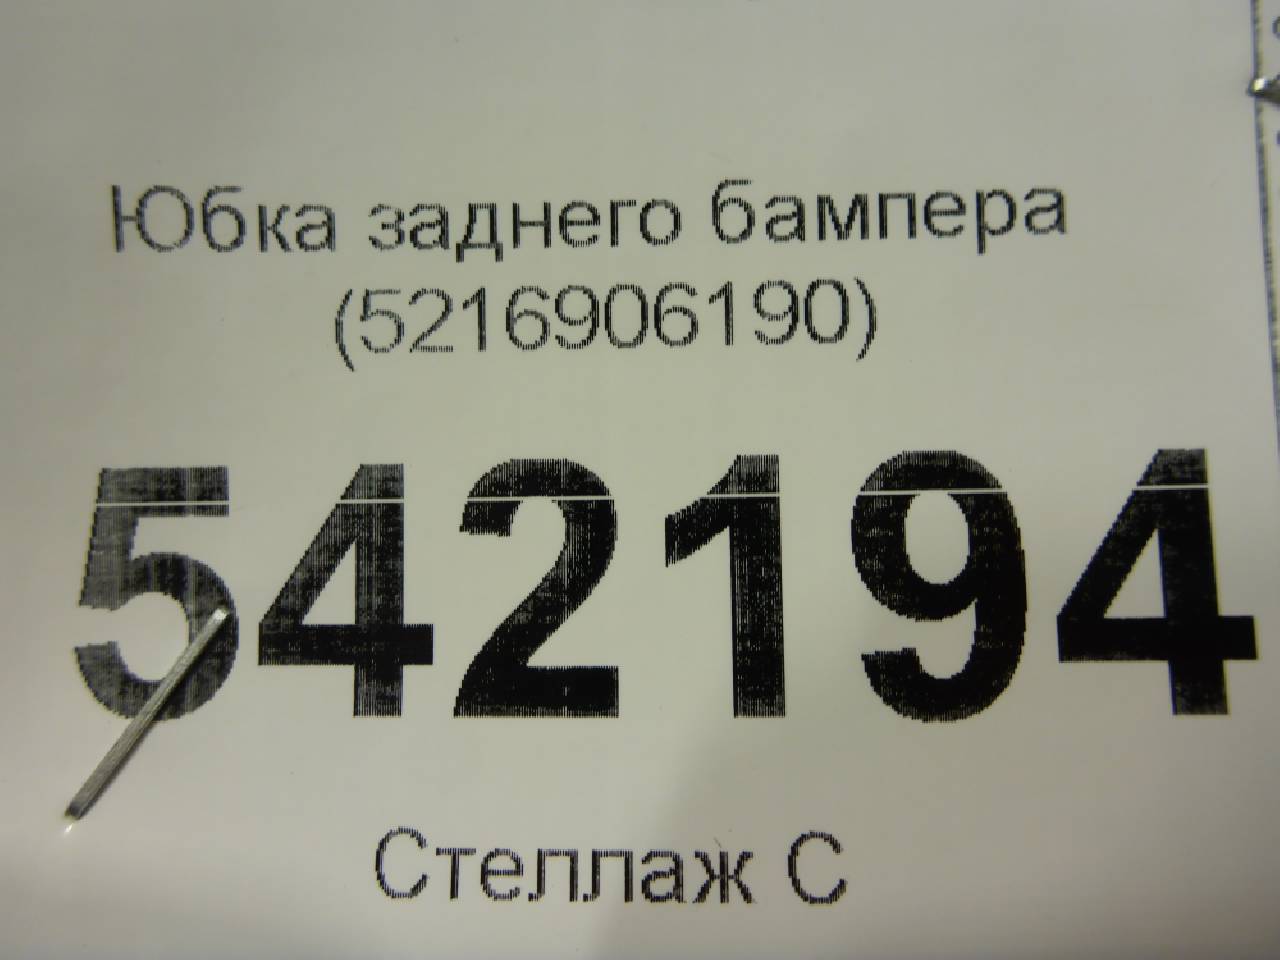 Юбка заднего бампера
(5216906190)
542194
Стеллаж С